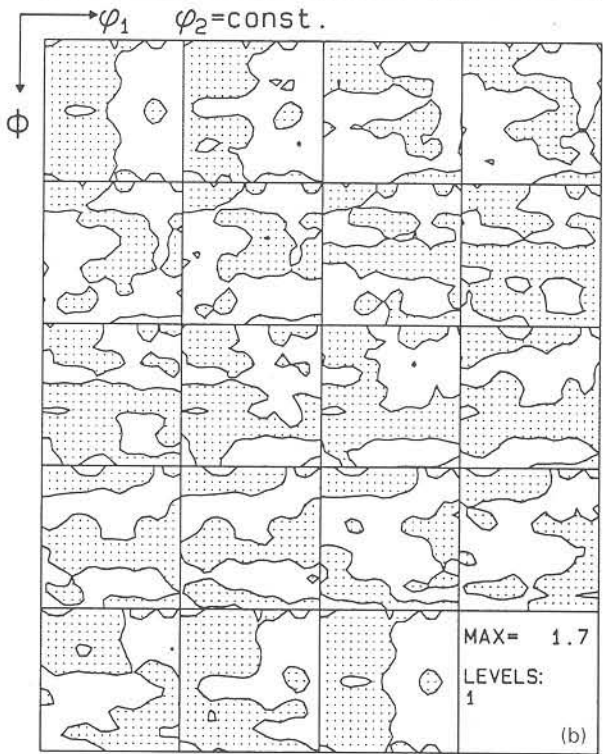 φ1 φ2=const.
Φ
MAX= 1.7
LEVELS:
1
(b)